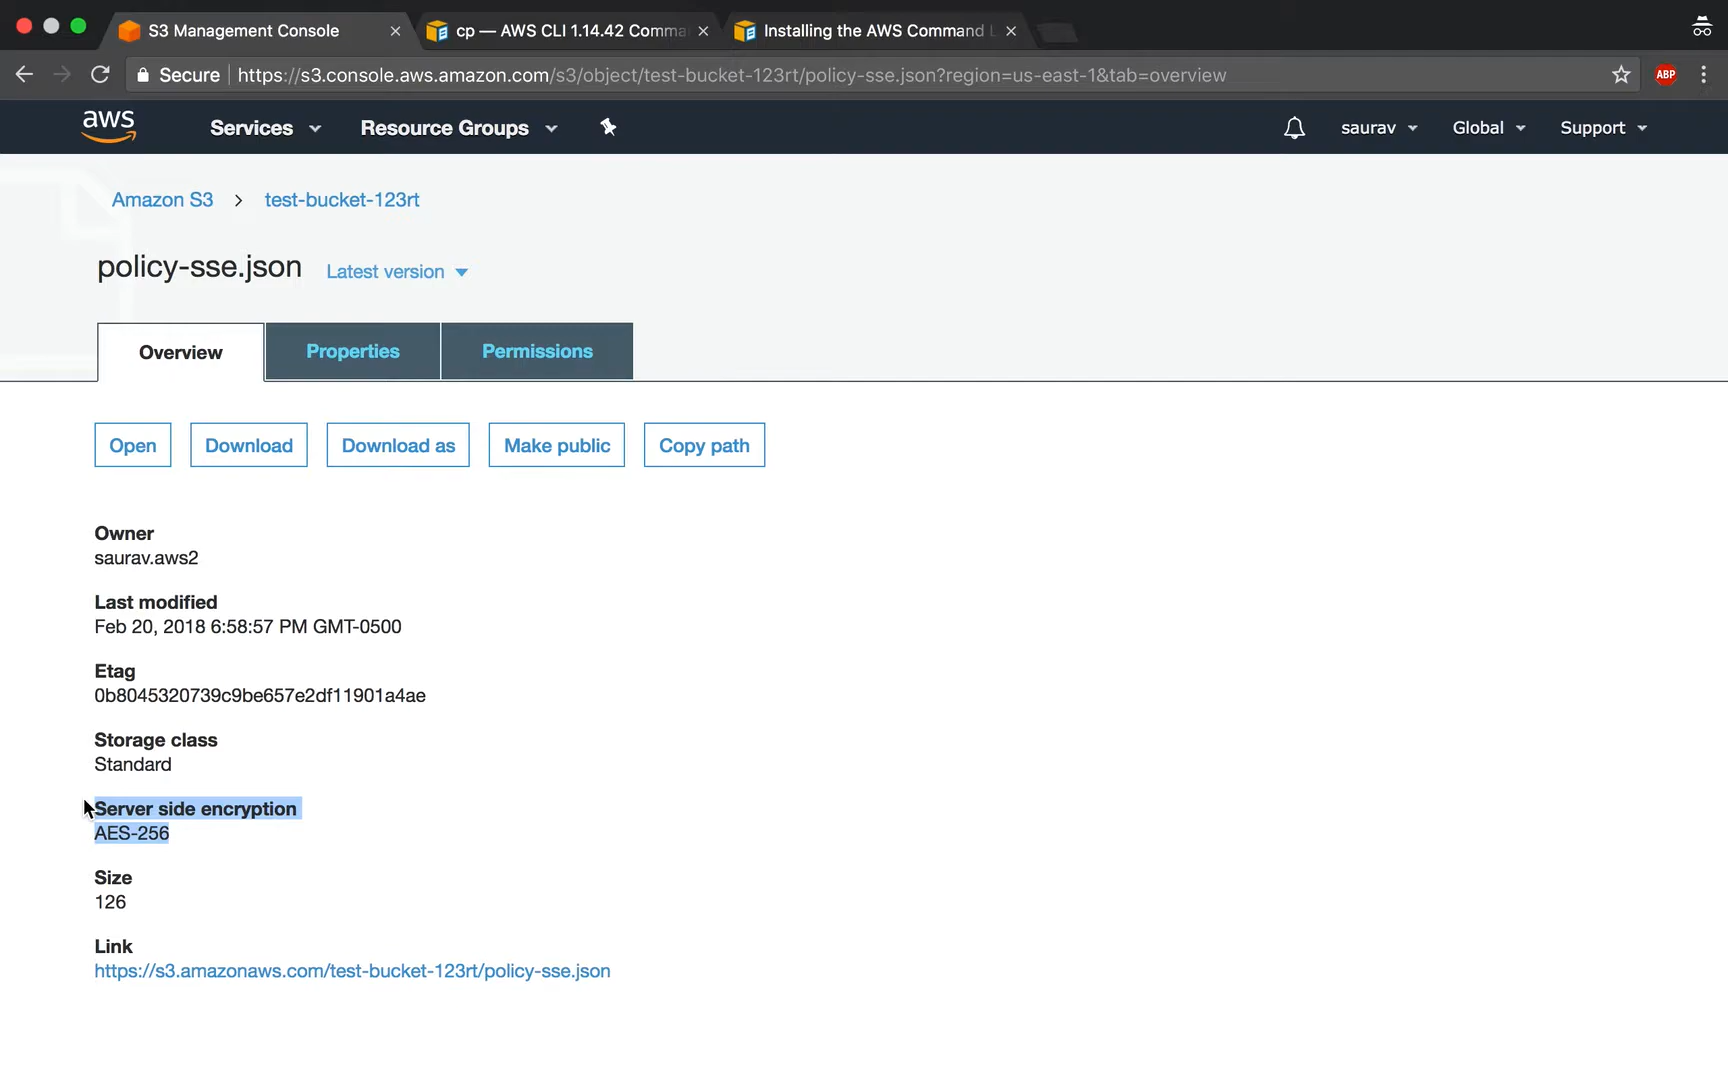 S3 Management Console
cp — AWS CLI 1.14.42 Comma
Installing the AWS Command L
Secure
https://s3.console.aws.amazon.com/s3/object/test-bucket-123rt/policy-sse.json?region=us-east-1&tab=overview
ABP
aws
Services
Resource Groups
saurav
Global
Support
Amazon S3 > test-bucket-123rt
policy-sse.json
Latest version
Overview
Properties
Permissions
Open
Download
Download as
Make public
Copy path
Owner
saurav.aws2
Last modified
Feb 20, 2018 6:58:57 PM GMT-0500
Etag
0b8045320739c9be657e2df11901a4ae
Storage class
Standard
Server side encryption
AES-256
Size
126
Link
https://s3.amazonaws.com/test-bucket-123rt/policy-sse.json